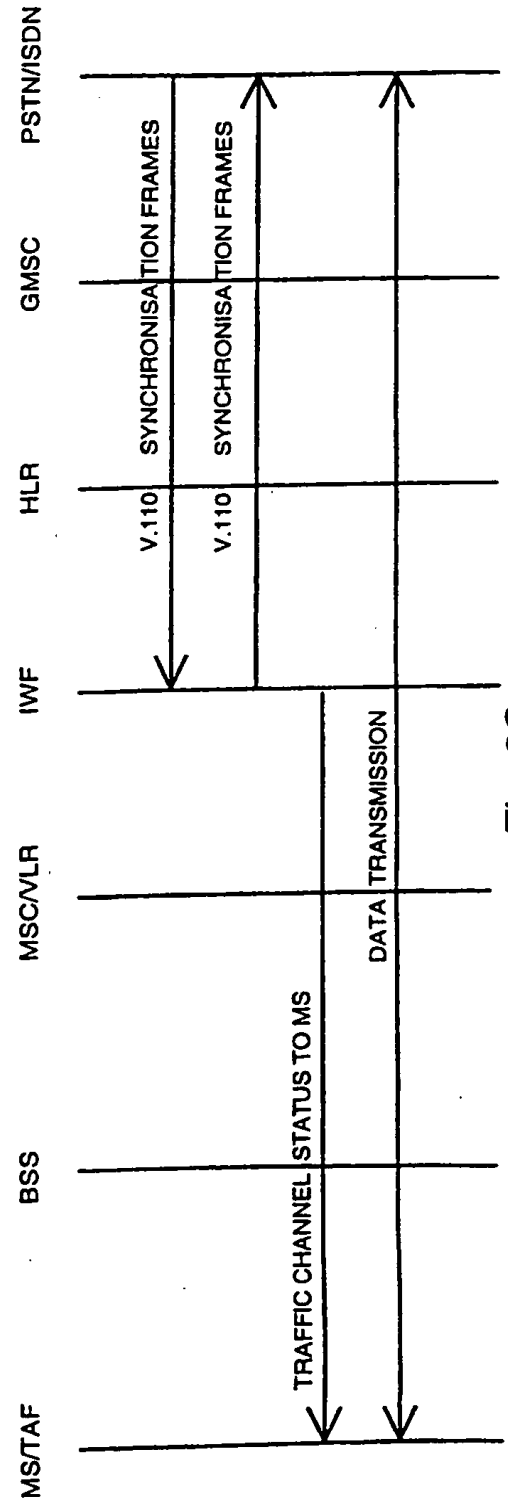 MS/TAF
BSS
MSC/VLR
IWF
HLR
GMSC
PSTN/ISDN
V.110 SYNCHRONISATION FRAMES
V.110 SYNCHRONISATION FRAMES
TRAFFIC CHANNEL STATUS TO MS
DATA TRANSMISSION